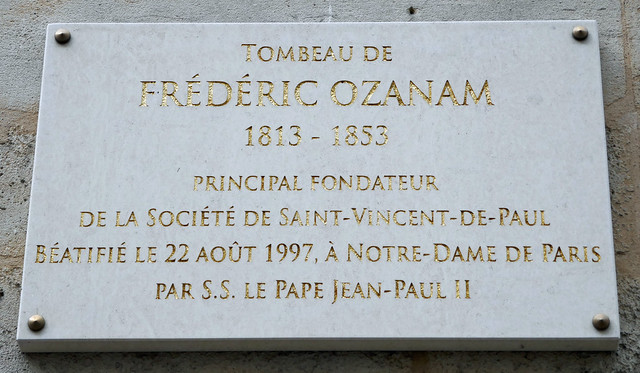 Tombeau de
Frédéric Ozanam
1813 - 1853
principal fondateur
de la Société de Saint-Vincent-de-Paul
Béatifié le 22 août 1997, à Notre-Dame de Paris
par S.S. le Pape Jean-Paul II